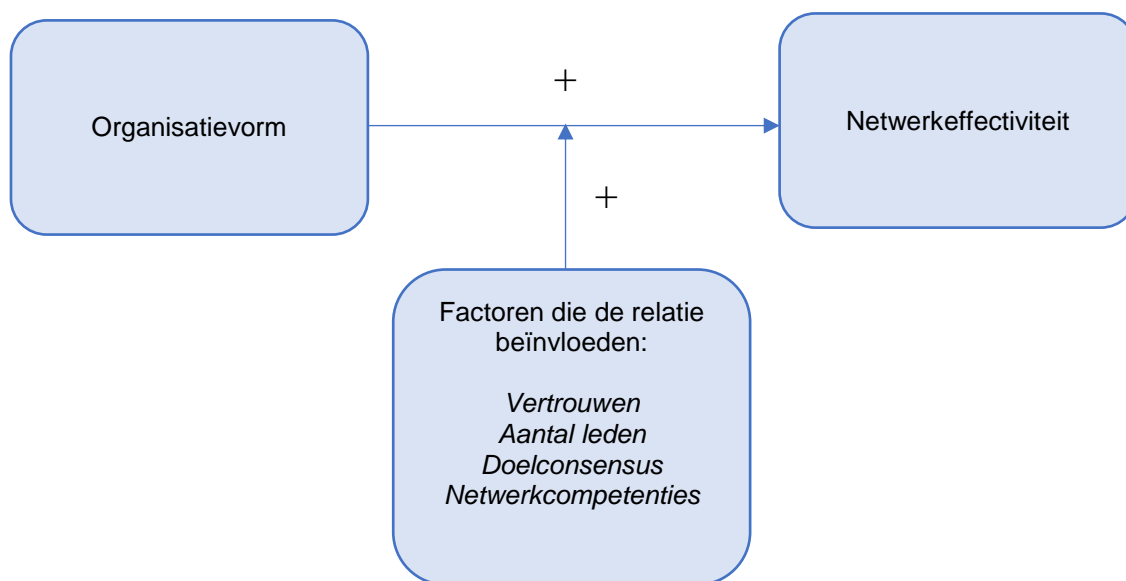 +
Organisatievorm
Netwerkeffectiviteit
+
Factoren die de relatie
beïnvloeden:
Vertrouwen
Aantal leden
Doelconsensus
Netwerkcompetenties